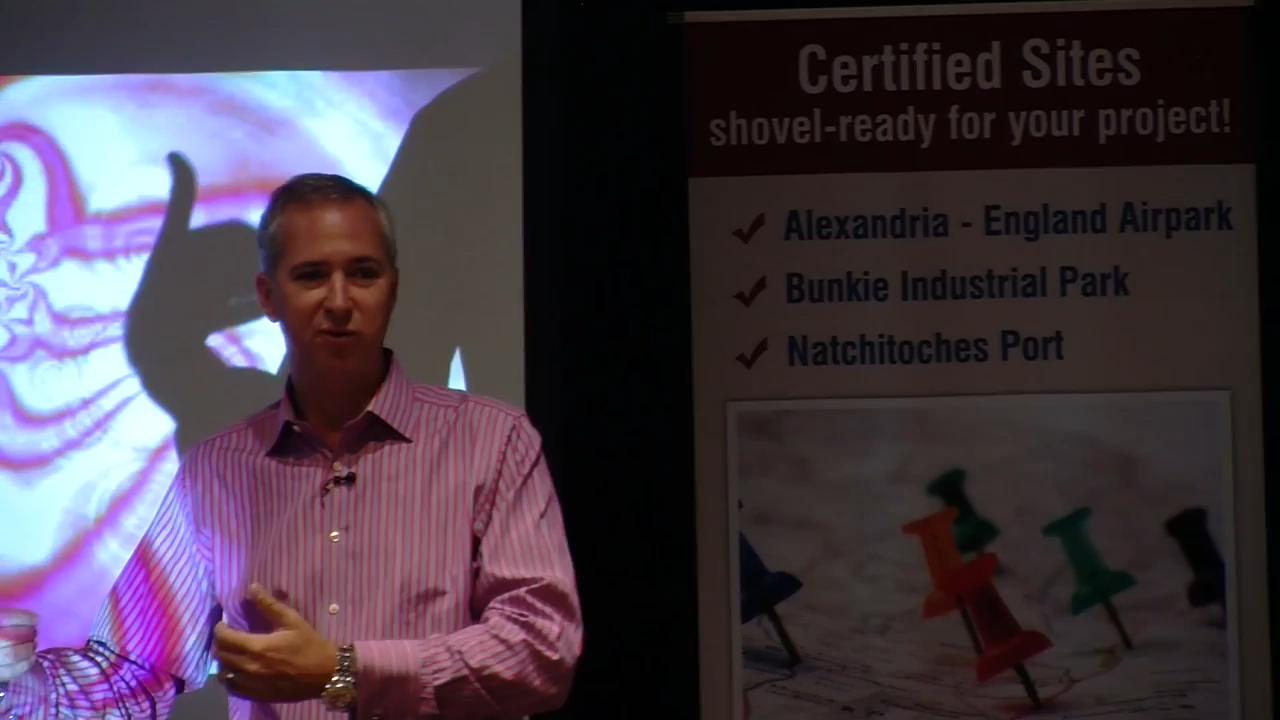 Certified Sites
shovel-ready for your project!
Alexandria - England Airpark
Bunkie Industrial Park
Natchitoches Port